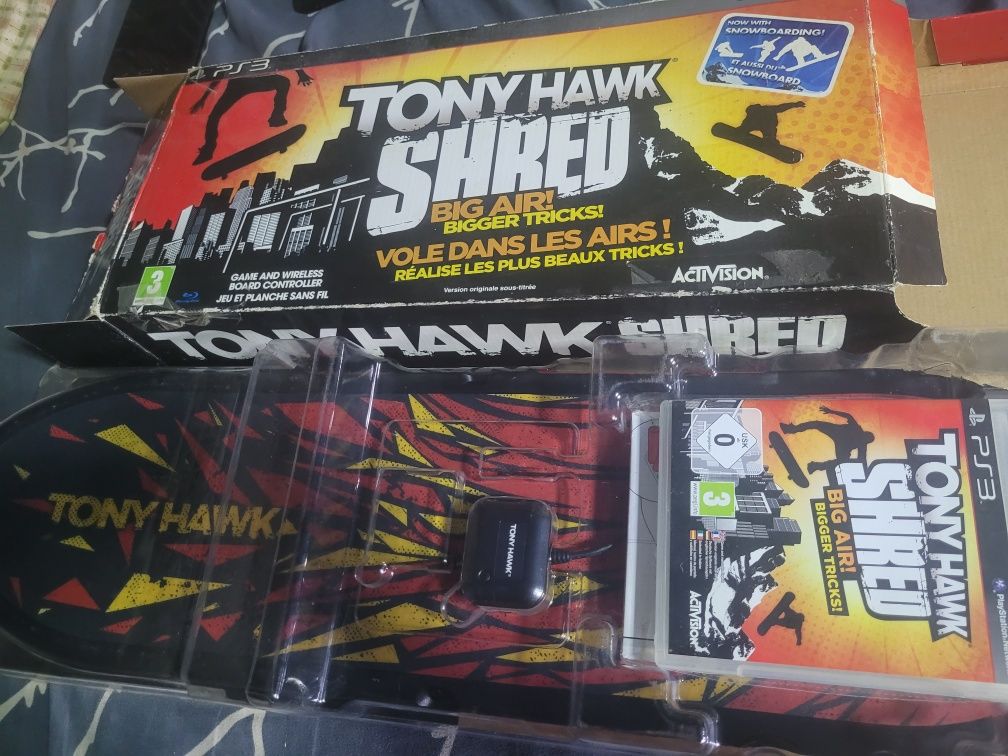 PS3
TONY HAWK
SHRED
BIG AIR!
BIGGER TRICKS!
VOLE DANS LES AIRS !
RÉALISE LES PLUS BEAUX TRICKS !
Version originale sous-titrée
NOW WITH
SNOWBOARDING!
ET AUSSI DU
SNOWBOARD
3
GAME AND WIRELESS
BOARD CONTROLLER
JEU ET PLANCHE SANS FIL
ACTIVISION
TONY HAWK SHRED
TONY HAWK
TONY HAWK
PS3
TONY HAWK
SHRED
BIG AIR!
BIGGER TRICKS!
USK
0
3
ACTIVISION
PlayStation Network